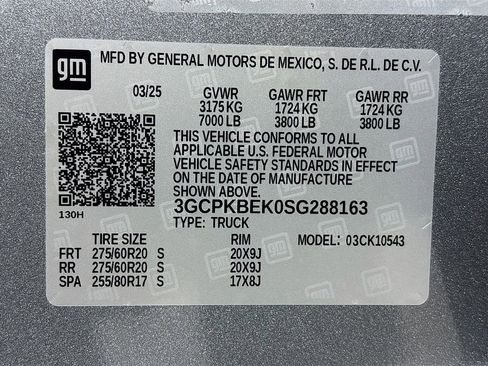 gm MFD BY GENERAL MOTORS DE MEXICO, S. DE R.L. DE C.V.
03/25 GVWR GAWR FRT GAWR RR
3175 KG 1724 KG 1724 KG
7000 LB 3800 LB 3800 LB
THIS VEHICLE CONFORMS TO ALL
APPLICABLE U.S. FEDERAL MOTOR
VEHICLE SAFETY STANDARDS IN EFFECT
ON THE DATE OF MANUFACTURE
SHOWN ABOVE.
3GCPKBEK0SG288163
130H TYPE: TRUCK
TIRE SIZE RIM MODEL: 03CK10543
FRT 275/60R20 S 20X9J
RR 275/60R20 S 20X9J
SPA 255/80R17 S 17X8J